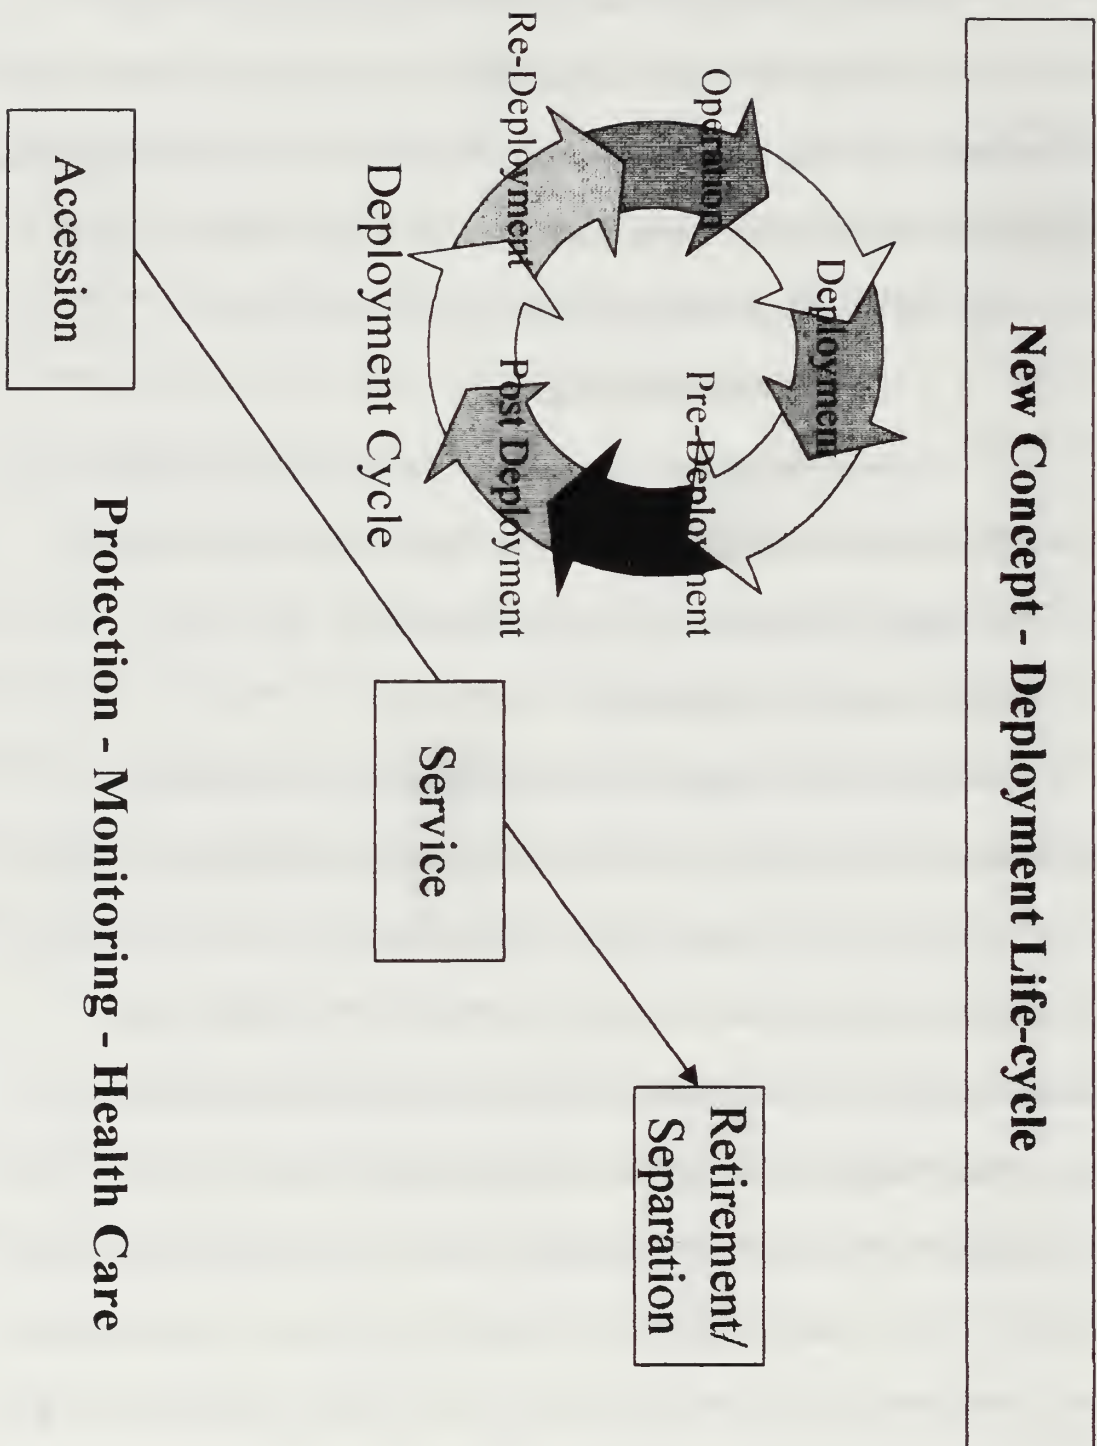 New Concept - Deployment Life-cycle
Deployment
Operation
Pre-Deployment
Re-Deployment
Post Deployment
Deployment Cycle
Retirement/
Separation
Service
Accession
Protection - Monitoring - Health Care